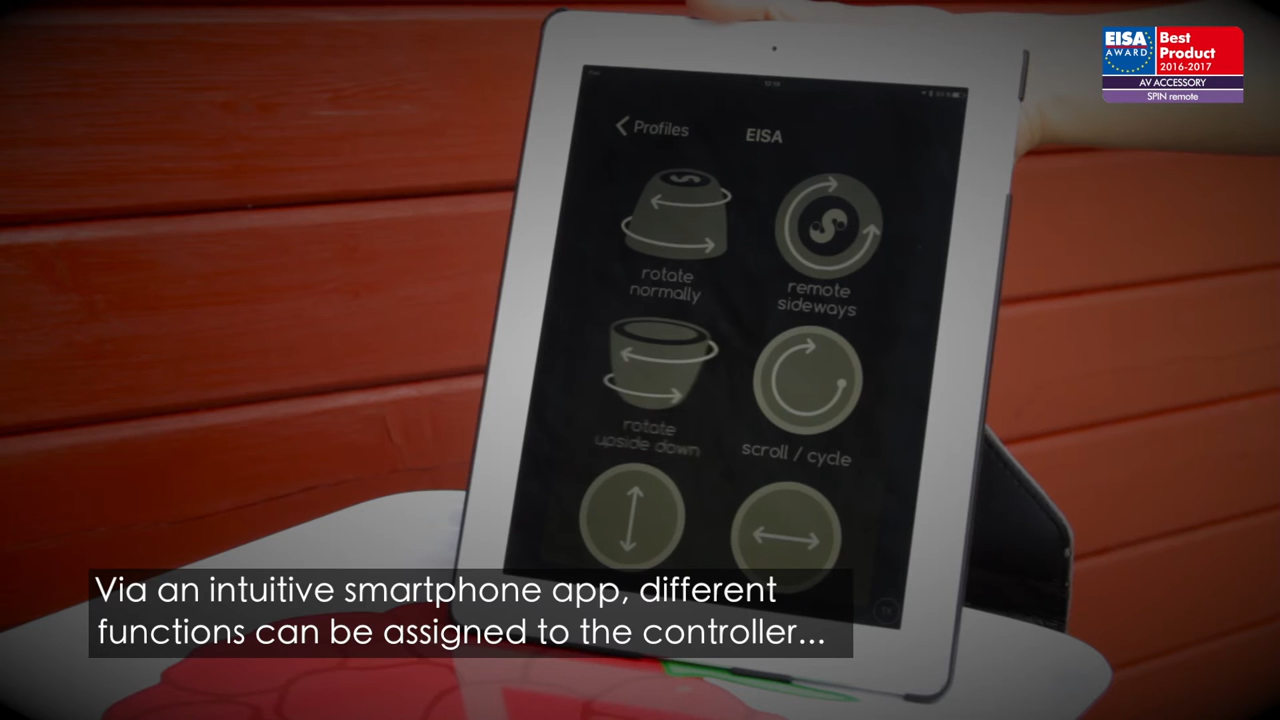 EISA
AWARD
Best
Product
2016-2017
AV ACCESSORY
SPIN remote
Profiles
EISA
rotate
normally
remote
sideways
rotate
upside down
scroll / cycle
TV
Via an intuitive smartphone app, different
functions can be assigned to the controller...